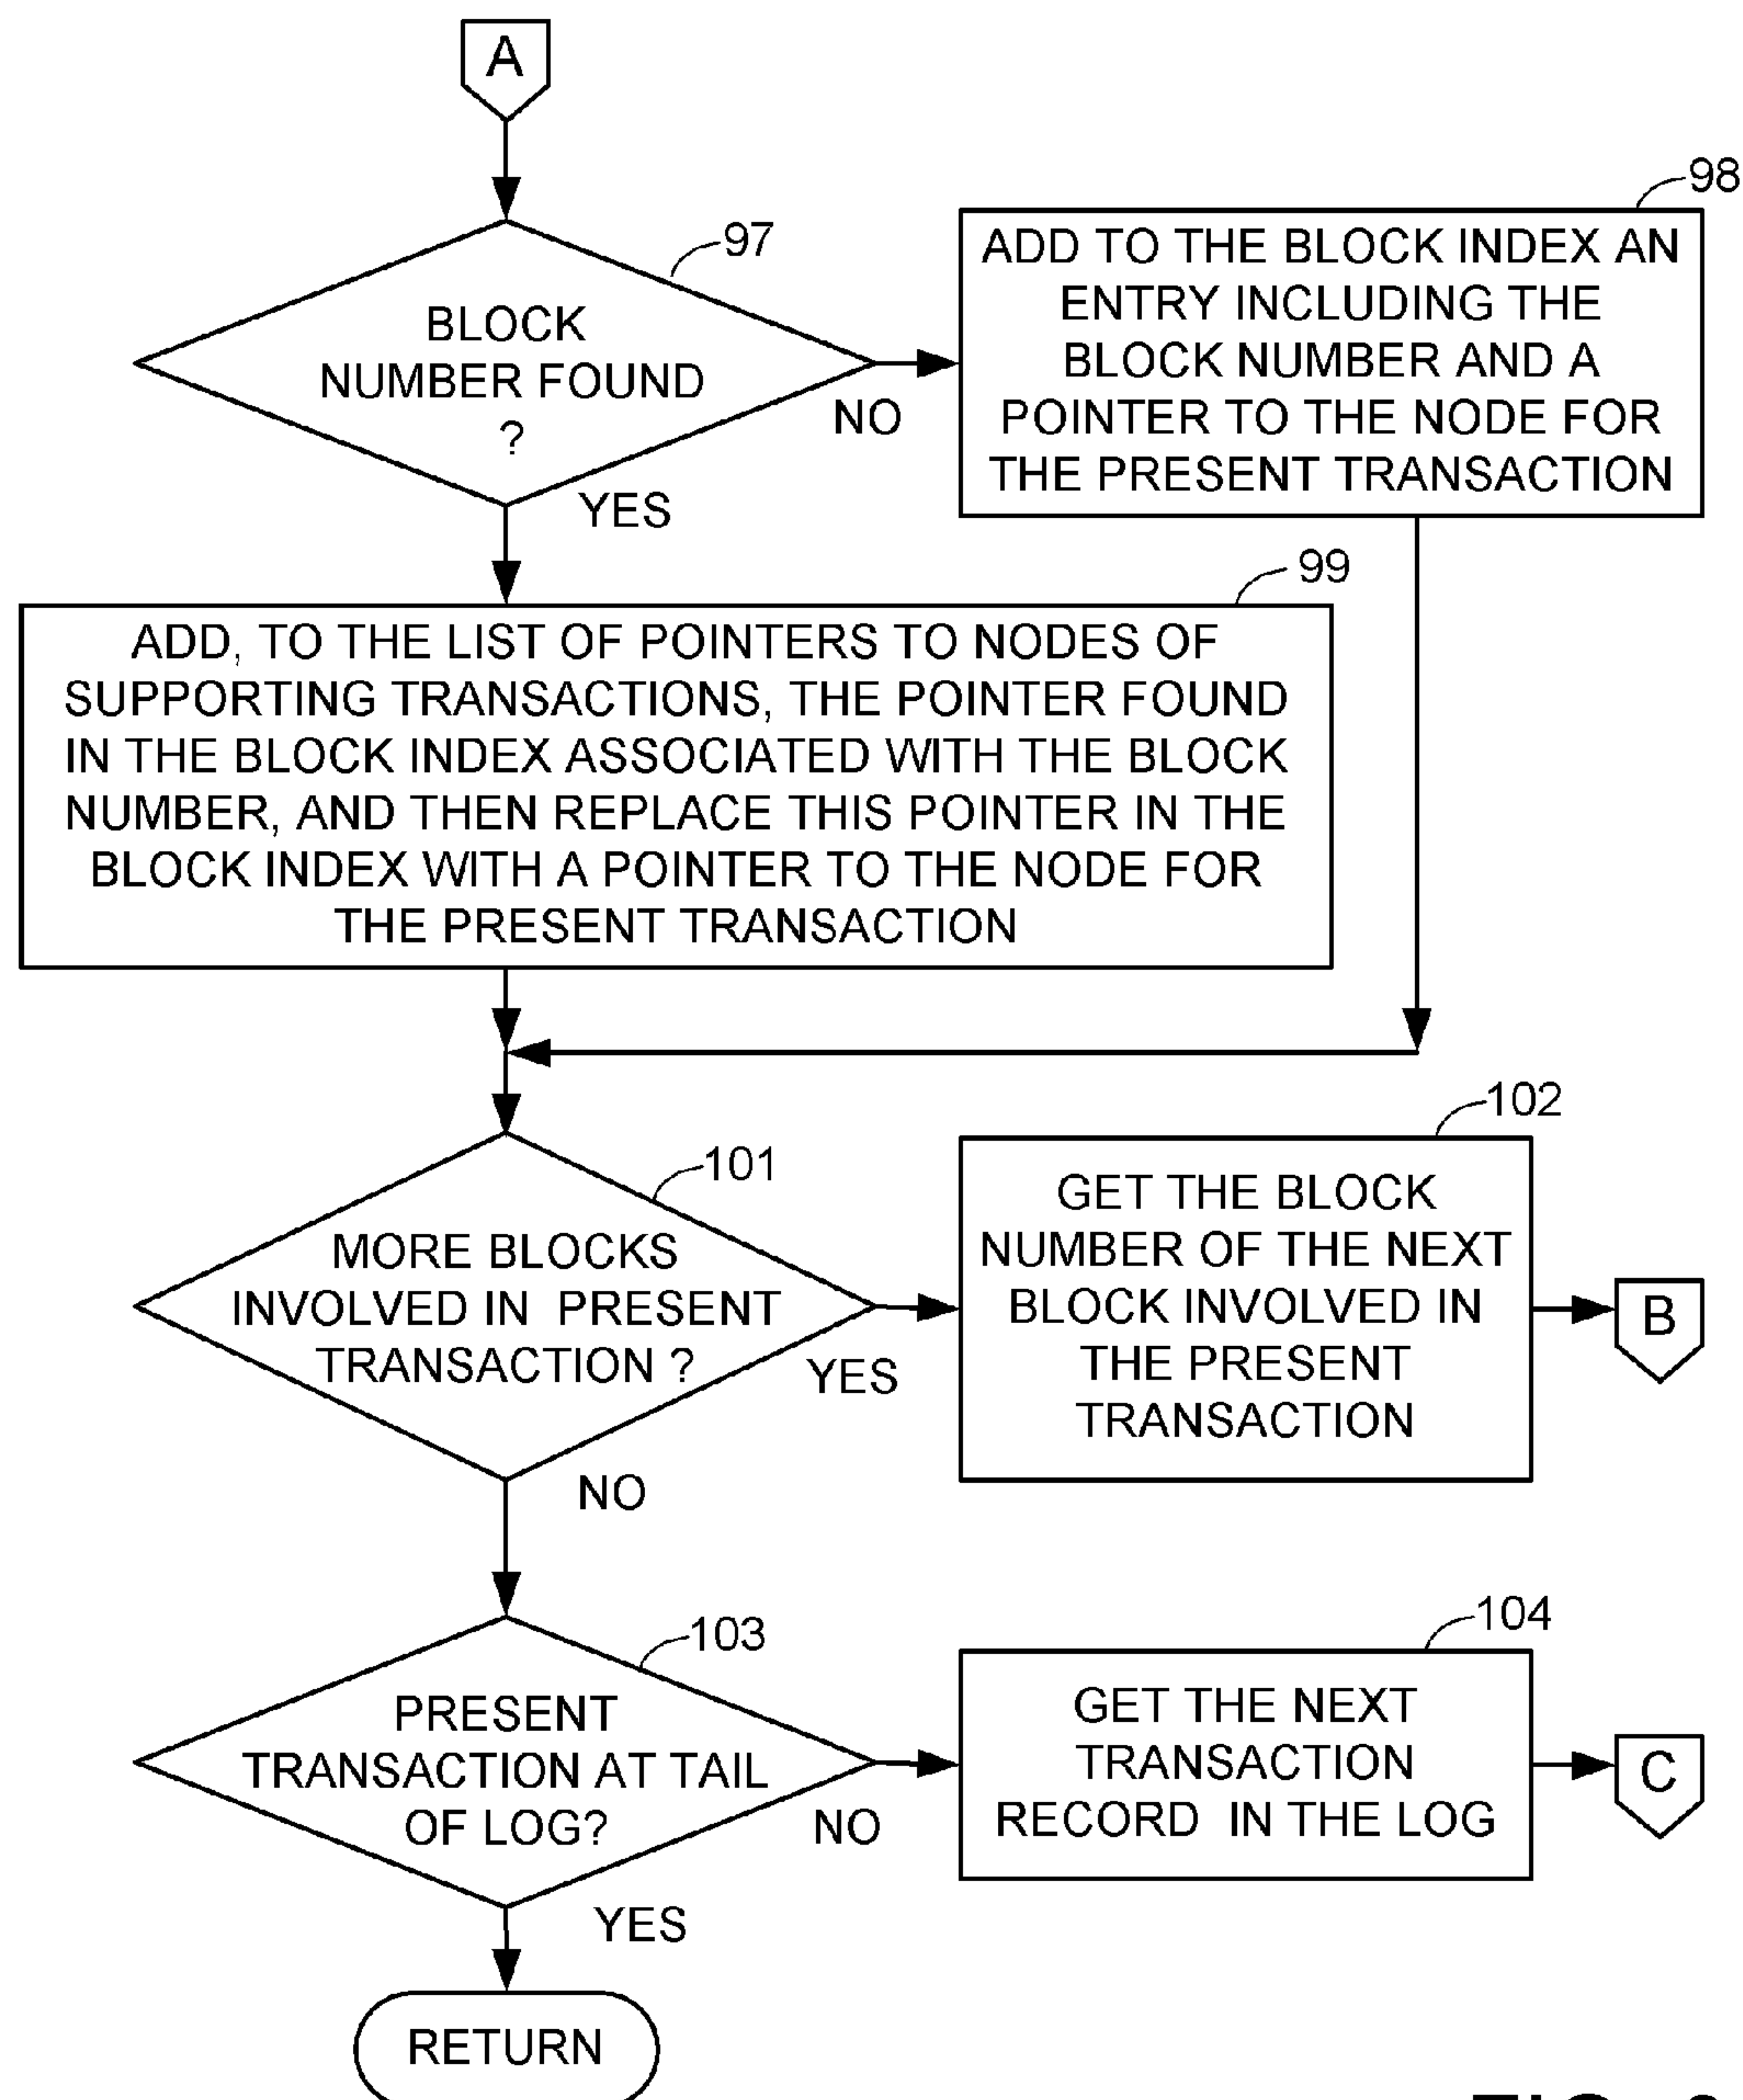 A
97
BLOCK
NUMBER FOUND
?
NO
YES
98
ADD TO THE BLOCK INDEX AN
ENTRY INCLUDING THE
BLOCK NUMBER AND A
POINTER TO THE NODE FOR
THE PRESENT TRANSACTION
99
ADD, TO THE LIST OF POINTERS TO NODES OF
SUPPORTING TRANSACTIONS, THE POINTER FOUND
IN THE BLOCK INDEX ASSOCIATED WITH THE BLOCK
NUMBER, AND THEN REPLACE THIS POINTER IN THE
BLOCK INDEX WITH A POINTER TO THE NODE FOR
THE PRESENT TRANSACTION
101
MORE BLOCKS
INVOLVED IN PRESENT
TRANSACTION ?
YES
NO
102
GET THE BLOCK
NUMBER OF THE NEXT
BLOCK INVOLVED IN
THE PRESENT
TRANSACTION
B
103
PRESENT
TRANSACTION AT TAIL
OF LOG?
NO
YES
104
GET THE NEXT
TRANSACTION
RECORD IN THE LOG
C
RETURN